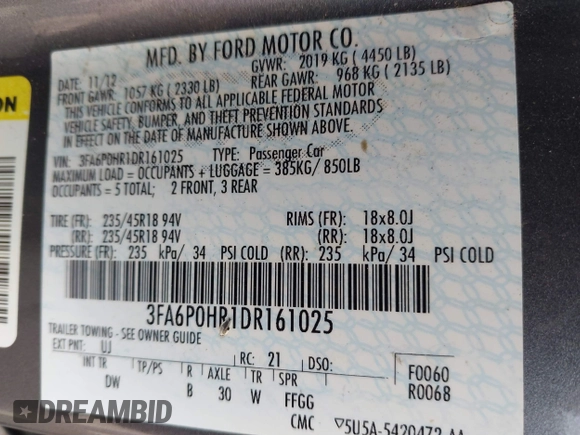 MFD. BY FORD MOTOR CO.
DATE: 11/12 GVWR: 2019 KG ( 4450 LB)
FRONT GAWR: 1057 KG ( 2330 LB) REAR GAWR: 968 KG ( 2135 LB)
THIS VEHICLE CONFORMS TO ALL APPLICABLE FEDERAL MOTOR
VEHICLE SAFETY, BUMPER, AND THEFT PREVENTION STANDARDS
IN EFFECT ON THE DATE OF MANUFACTURE SHOWN ABOVE.
VIN: 3FA6P0HR1DR161025 TYPE: Passenger Car
MAXIMUM LOAD = OCCUPANTS + LUGGAGE = 385KG/ 850LB
OCCUPANTS = 5 TOTAL; 2 FRONT, 3 REAR
TIRE (FR): 235/45R18 94V RIMS (FR): 18x8.0J
(RR): 235/45R18 94V (RR): 18x8.0J
PRESSURE (FR): 235 kPa/ 34 PSI COLD (RR): 235 kPa/ 34 PSI COLD
3FA6P0HR1DR161025
TRAILER TOWING - SEE OWNER GUIDE
EXT PNT: UJ RC: 21 DSO: F0060
R0068
INT TR TP/PS R AXLE TR SPR
DW B 30 W FFGG
CMC ▽5U5A-5420472-AA
ON
DREAMBID